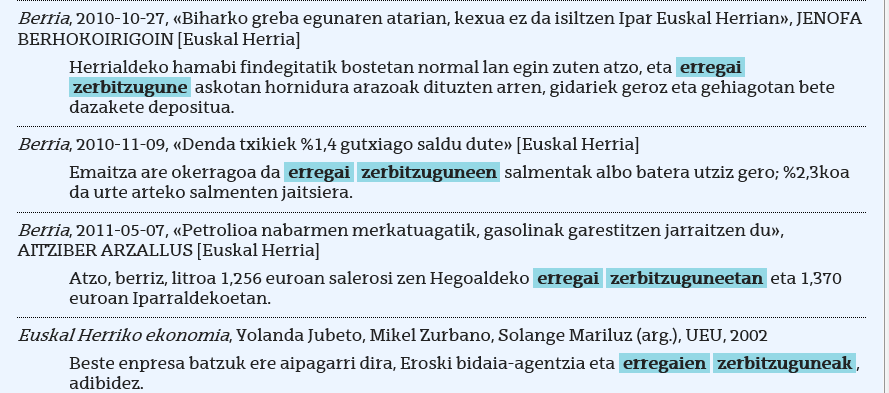 Berria, 2010-10-27, «Biharko greba egunaren atarian, kexua ez da isiltzen Ipar Euskal Herrian», JENOFA
BERHOKOIRIGOIN [Euskal Herria]
Herrialdeko hamabi findegitatik bostetan normal lan egin zuten atzo, eta erregai
zerbitzugune askotan hornidura arazoak dituzten arren, gidariek geroz eta gehiagotan bete
dazakete depositua.
Berria, 2010-11-09, «Denda txikiek %1,4 gutxiago saldu dute» [Euskal Herria]
Emaitza are okerragoa da erregai zerbitzuguneen salmentak albo batera utziz gero; %2,3koa
da urte arteko salmenten jaitsiera.
Berria, 2011-05-07, «Petrolioa nabarmen merkatuagatik, gasolinak garestitzen jarraitzen du»,
AITZIBER ARZALLUS [Euskal Herria]
Atzo, berriz, litroa 1,256 euroan salerosi zen Hegoaldeko erregai zerbitzuguneetan eta 1,370
euroan Iparraldekoetan.
Euskal Herriko ekonomia, Yolanda Jubeto, Mikel Zurbano, Solange Mariluz (arg.), UEU, 2002
Beste enpresa batzuk ere aipagarri dira, Eroski bidaia-agentzia eta erregaien zerbitzuguneak,
adibidez.